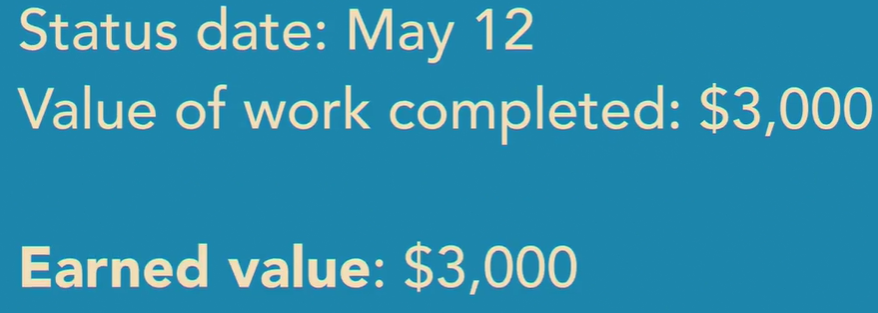 Status date: May 12
Value of work completed: $3,000
Earned value: $3,000